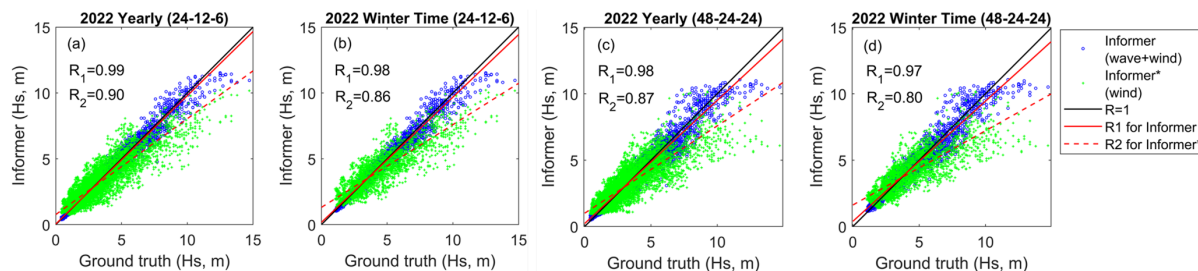 2022 Yearly (24-12-6)
(a)
R1=0.99
R2=0.90
15
10
5
0
0 5 10 15
Informer (Hs, m)
Ground truth (Hs, m)
2022 Winter Time (24-12-6)
(b)
R1=0.98
R2=0.86
15
10
5
0
0 5 10 15
Informer (Hs, m)
Ground truth (Hs, m)
2022 Yearly (48-24-24)
(c)
R1=0.98
R2=0.87
15
10
5
0
0 5 10
Informer (Hs, m)
Ground truth (Hs, m)
2022 Winter Time (48-24-24)
(d)
R1=0.97
R2=0.80
15
10
5
0
0 5 10
Informer (Hs, m)
Ground truth (Hs, m)
Informer
(wave+wind)
Informer*
(wind)
R=1
R1 for Informer
R2 for Informer*